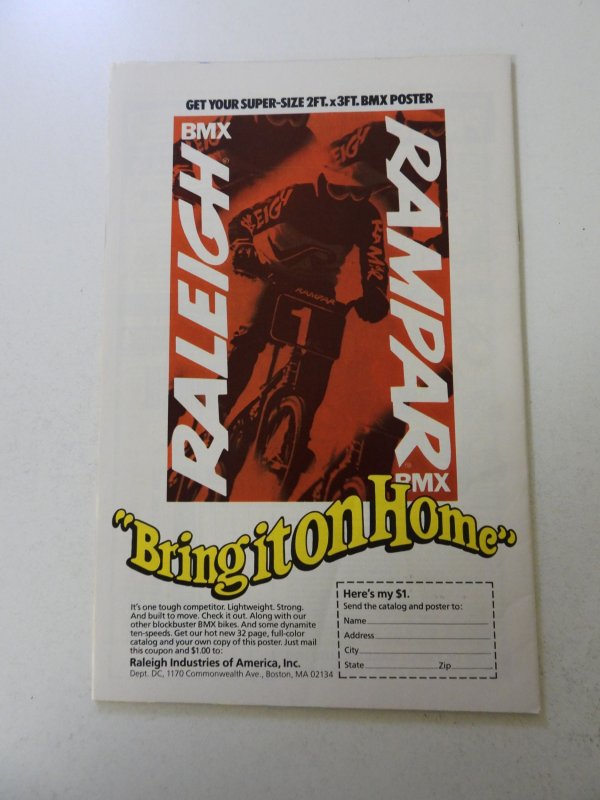 GET YOUR SUPER-SIZE 2FT. x 3FT. BMX POSTER
BMX
RALEIGH
RAMPAR
BMX
RALEIGH
RAMPAR
RAMPAR
1
"Bring it on Home"
It's one tough competitor. Lightweight. Strong.
And built to move. Check it out. Along with our
other blockbuster BMX bikes. And some dynamite
ten-speeds. Get our hot new 32 page, full-color
catalog and your own copy of this poster. Just mail
this coupon and $1.00 to:
Raleigh Industries of America, Inc.
Dept. DC, 1170 Commonwealth Ave., Boston, MA 02134
Here's my $1.
Send the catalog and poster to:
Name
Address
City
State Zip